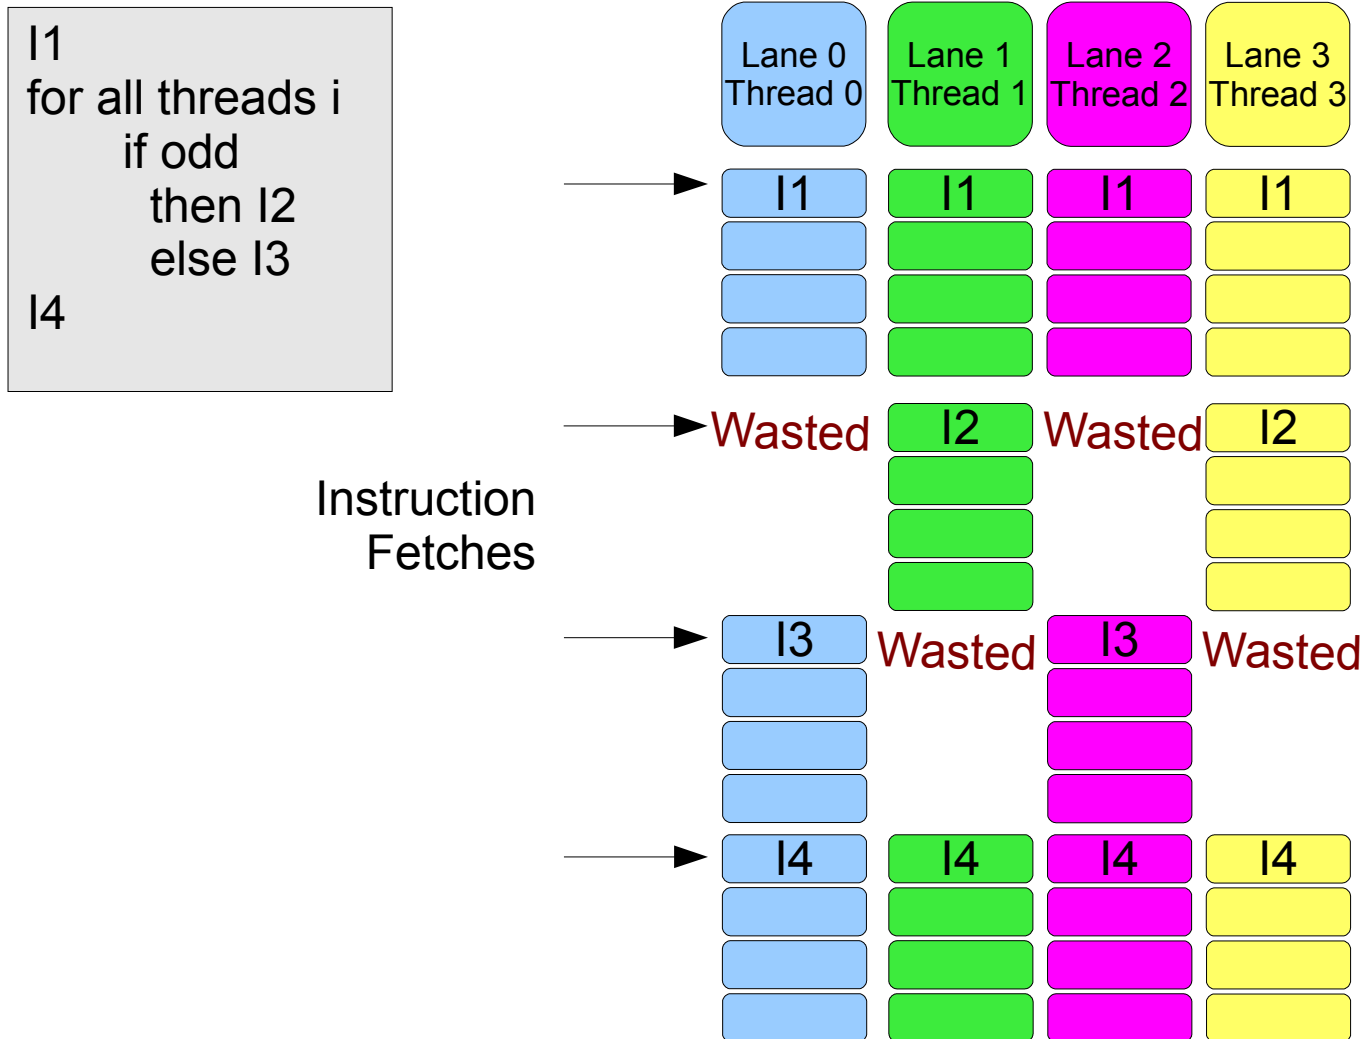 I1
for all threads i
if odd
then I2
else I3
I4
Lane 0
Thread 0
Lane 1
Thread 1
Lane 2
Thread 2
Lane 3
Thread 3
I1 I1 I1 I1
Wasted I2 Wasted I2
Instruction
Fetches
I3 Wasted I3 Wasted
I4 I4 I4 I4